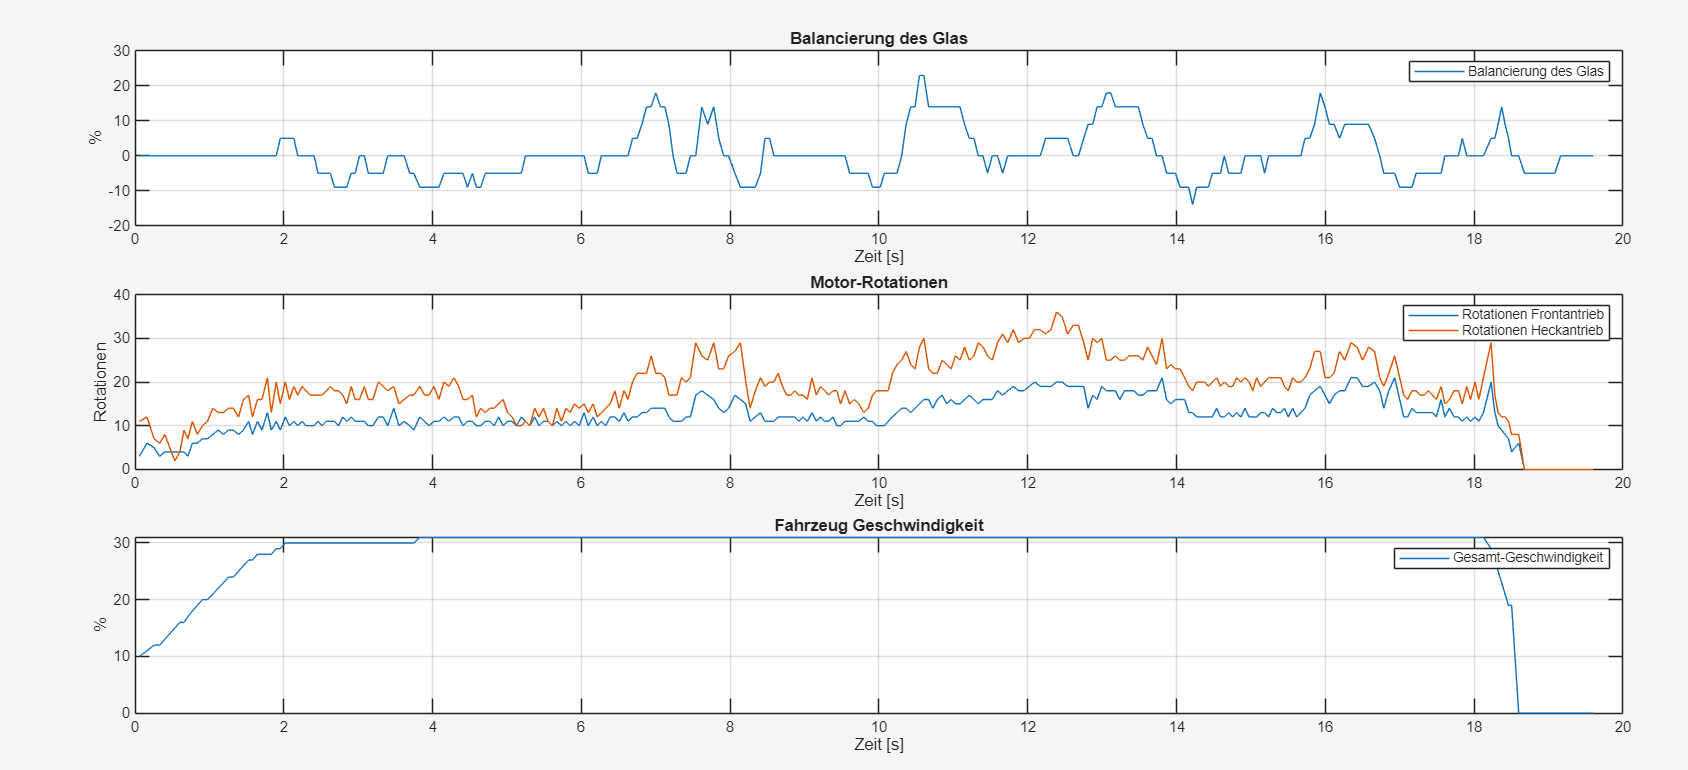 Balancierung des Glas
30
20
10
0
-10
-20
%
Balancierung des Glas
0 2 4 6 8 10 12 14 16 18 20
Zeit [s]
Motor-Rotationen
40
30
20
10
0
Rotationen
Rotationen Frontantrieb
Rotationen Heckantrieb
0 2 4 6 8 10 12 14 16 18 20
Zeit [s]
Fahrzeug Geschwindigkeit
30
20
10
0
%
Gesamt-Geschwindigkeit
0 2 4 6 8 10 12 14 16 18 20
Zeit [s]